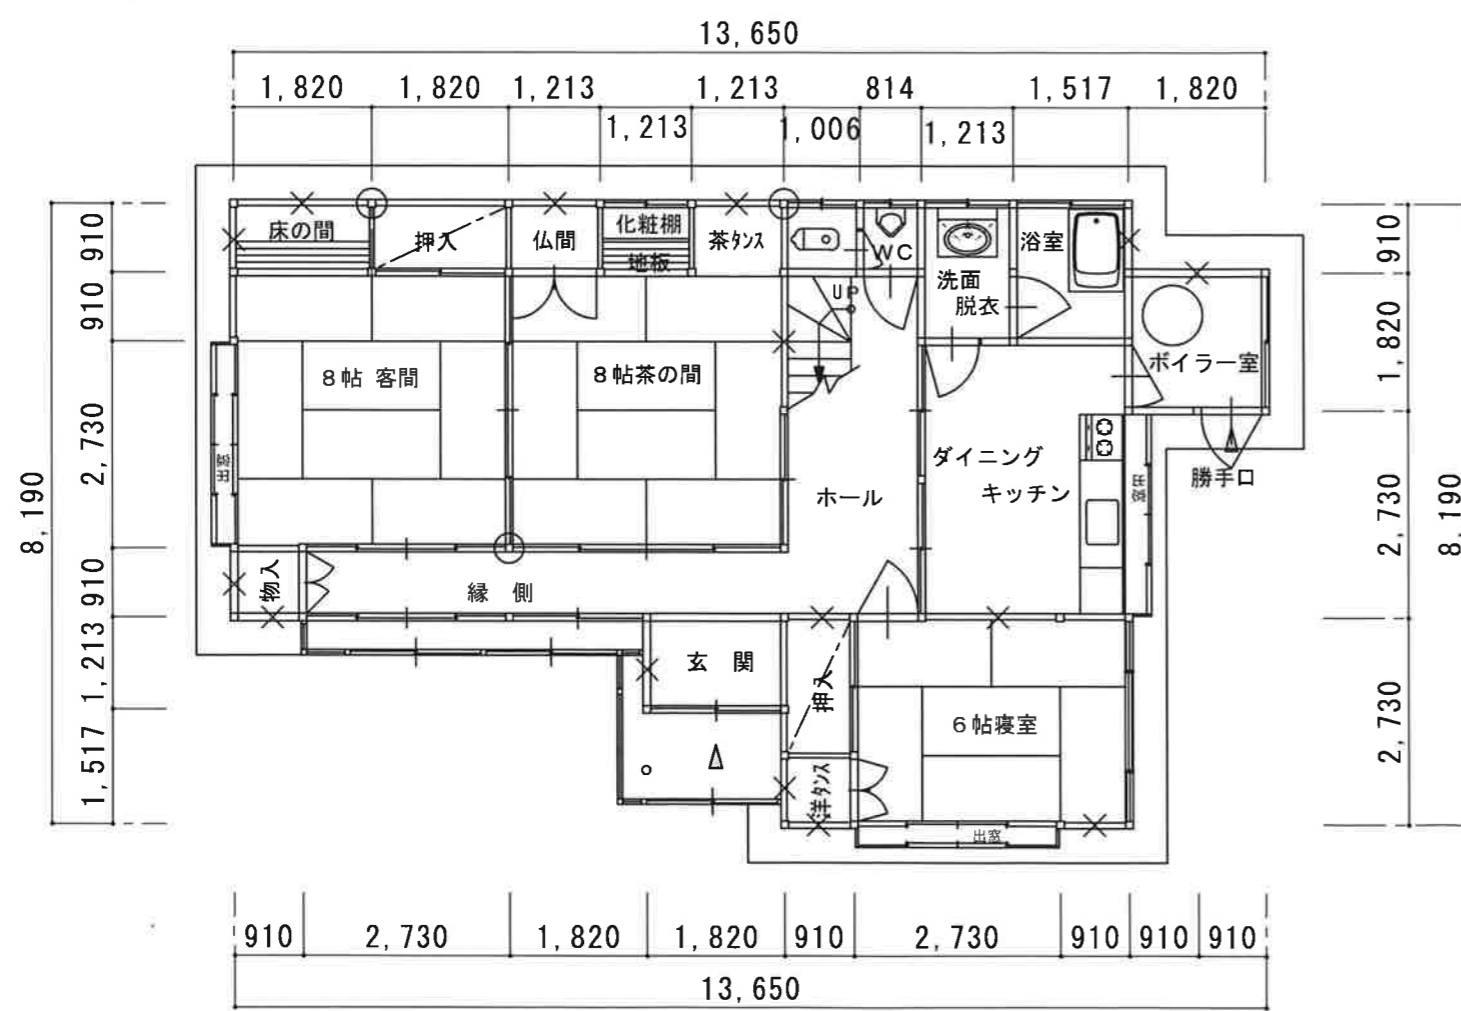 13,650
1,820
1,820
1,213
1,213
814
1,517
1,820
1,213
1,006
1,213
床の間
押入
仏間
化粧棚
地板
茶タンス
WC
洗面
脱衣
浴室
UP
8帖 客間
8帖茶の間
ボイラー室
ダイニング
キッチン
ホール
勝手口
出窓
出窓
物入
縁 側
玄 関
押入
6帖寝室
洋タンス
出窓
910
910
2,730
910
1,213
1,517
8,190
910
1,820
2,730
2,730
8,190
910
2,730
1,820
1,820
910
2,730
910
910
910
13,650